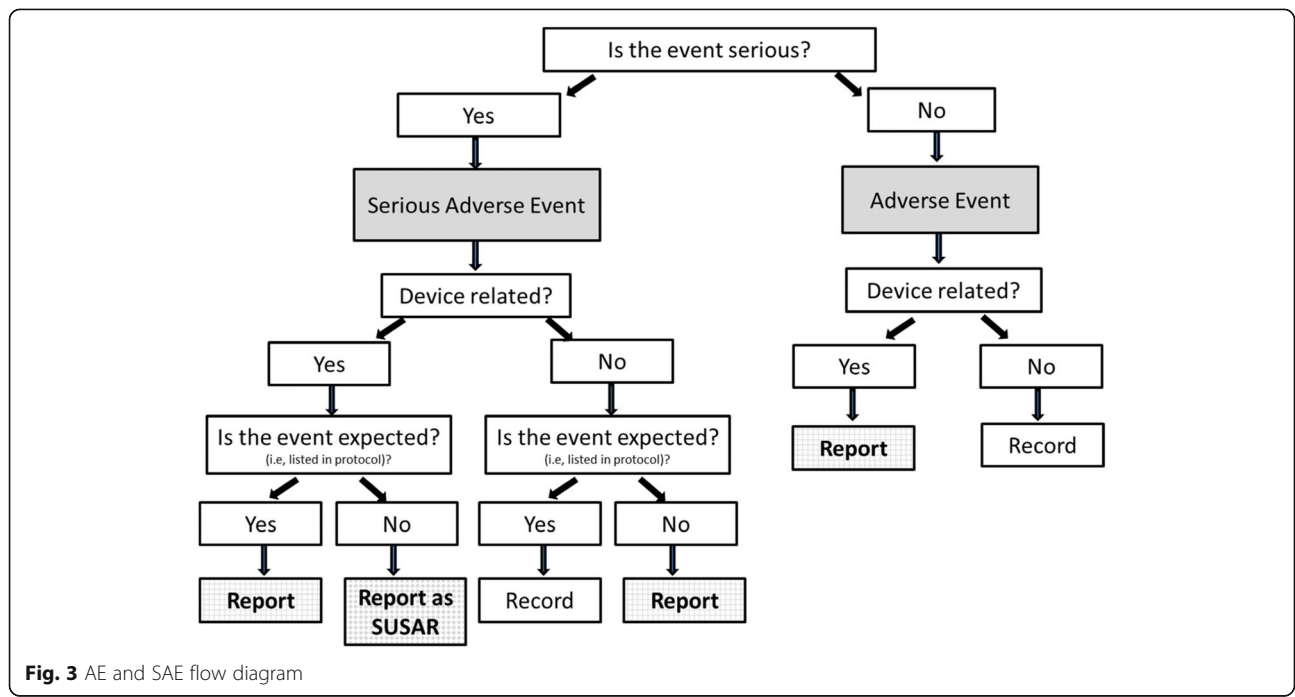 Is the event serious?
Yes
No
Serious Adverse Event
Adverse Event
Device related?
Device related?
Yes
No
Yes
No
Is the event expected?
(i.e, listed in protocol)?
Is the event expected?
(i.e, listed in protocol)?
Report
Record
Yes
No
Yes
No
Report
Report as
SUSAR
Record
Report
Fig. 3 AE and SAE flow diagram